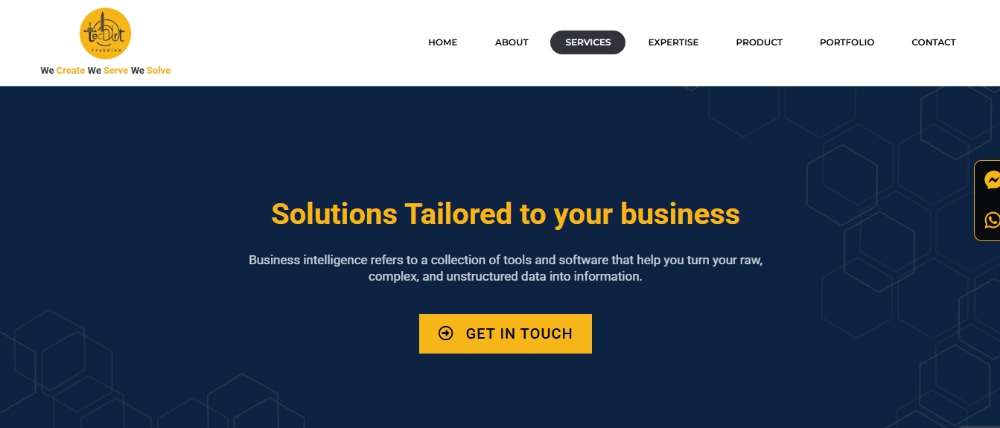 tecDirt
trekkies
We Create We Serve We Solve
HOME
ABOUT
SERVICES
EXPERTISE
PRODUCT
PORTFOLIO
CONTACT
Solutions Tailored to your business
Business intelligence refers to a collection of tools and software that help you turn your raw,
complex, and unstructured data into information.
GET IN TOUCH